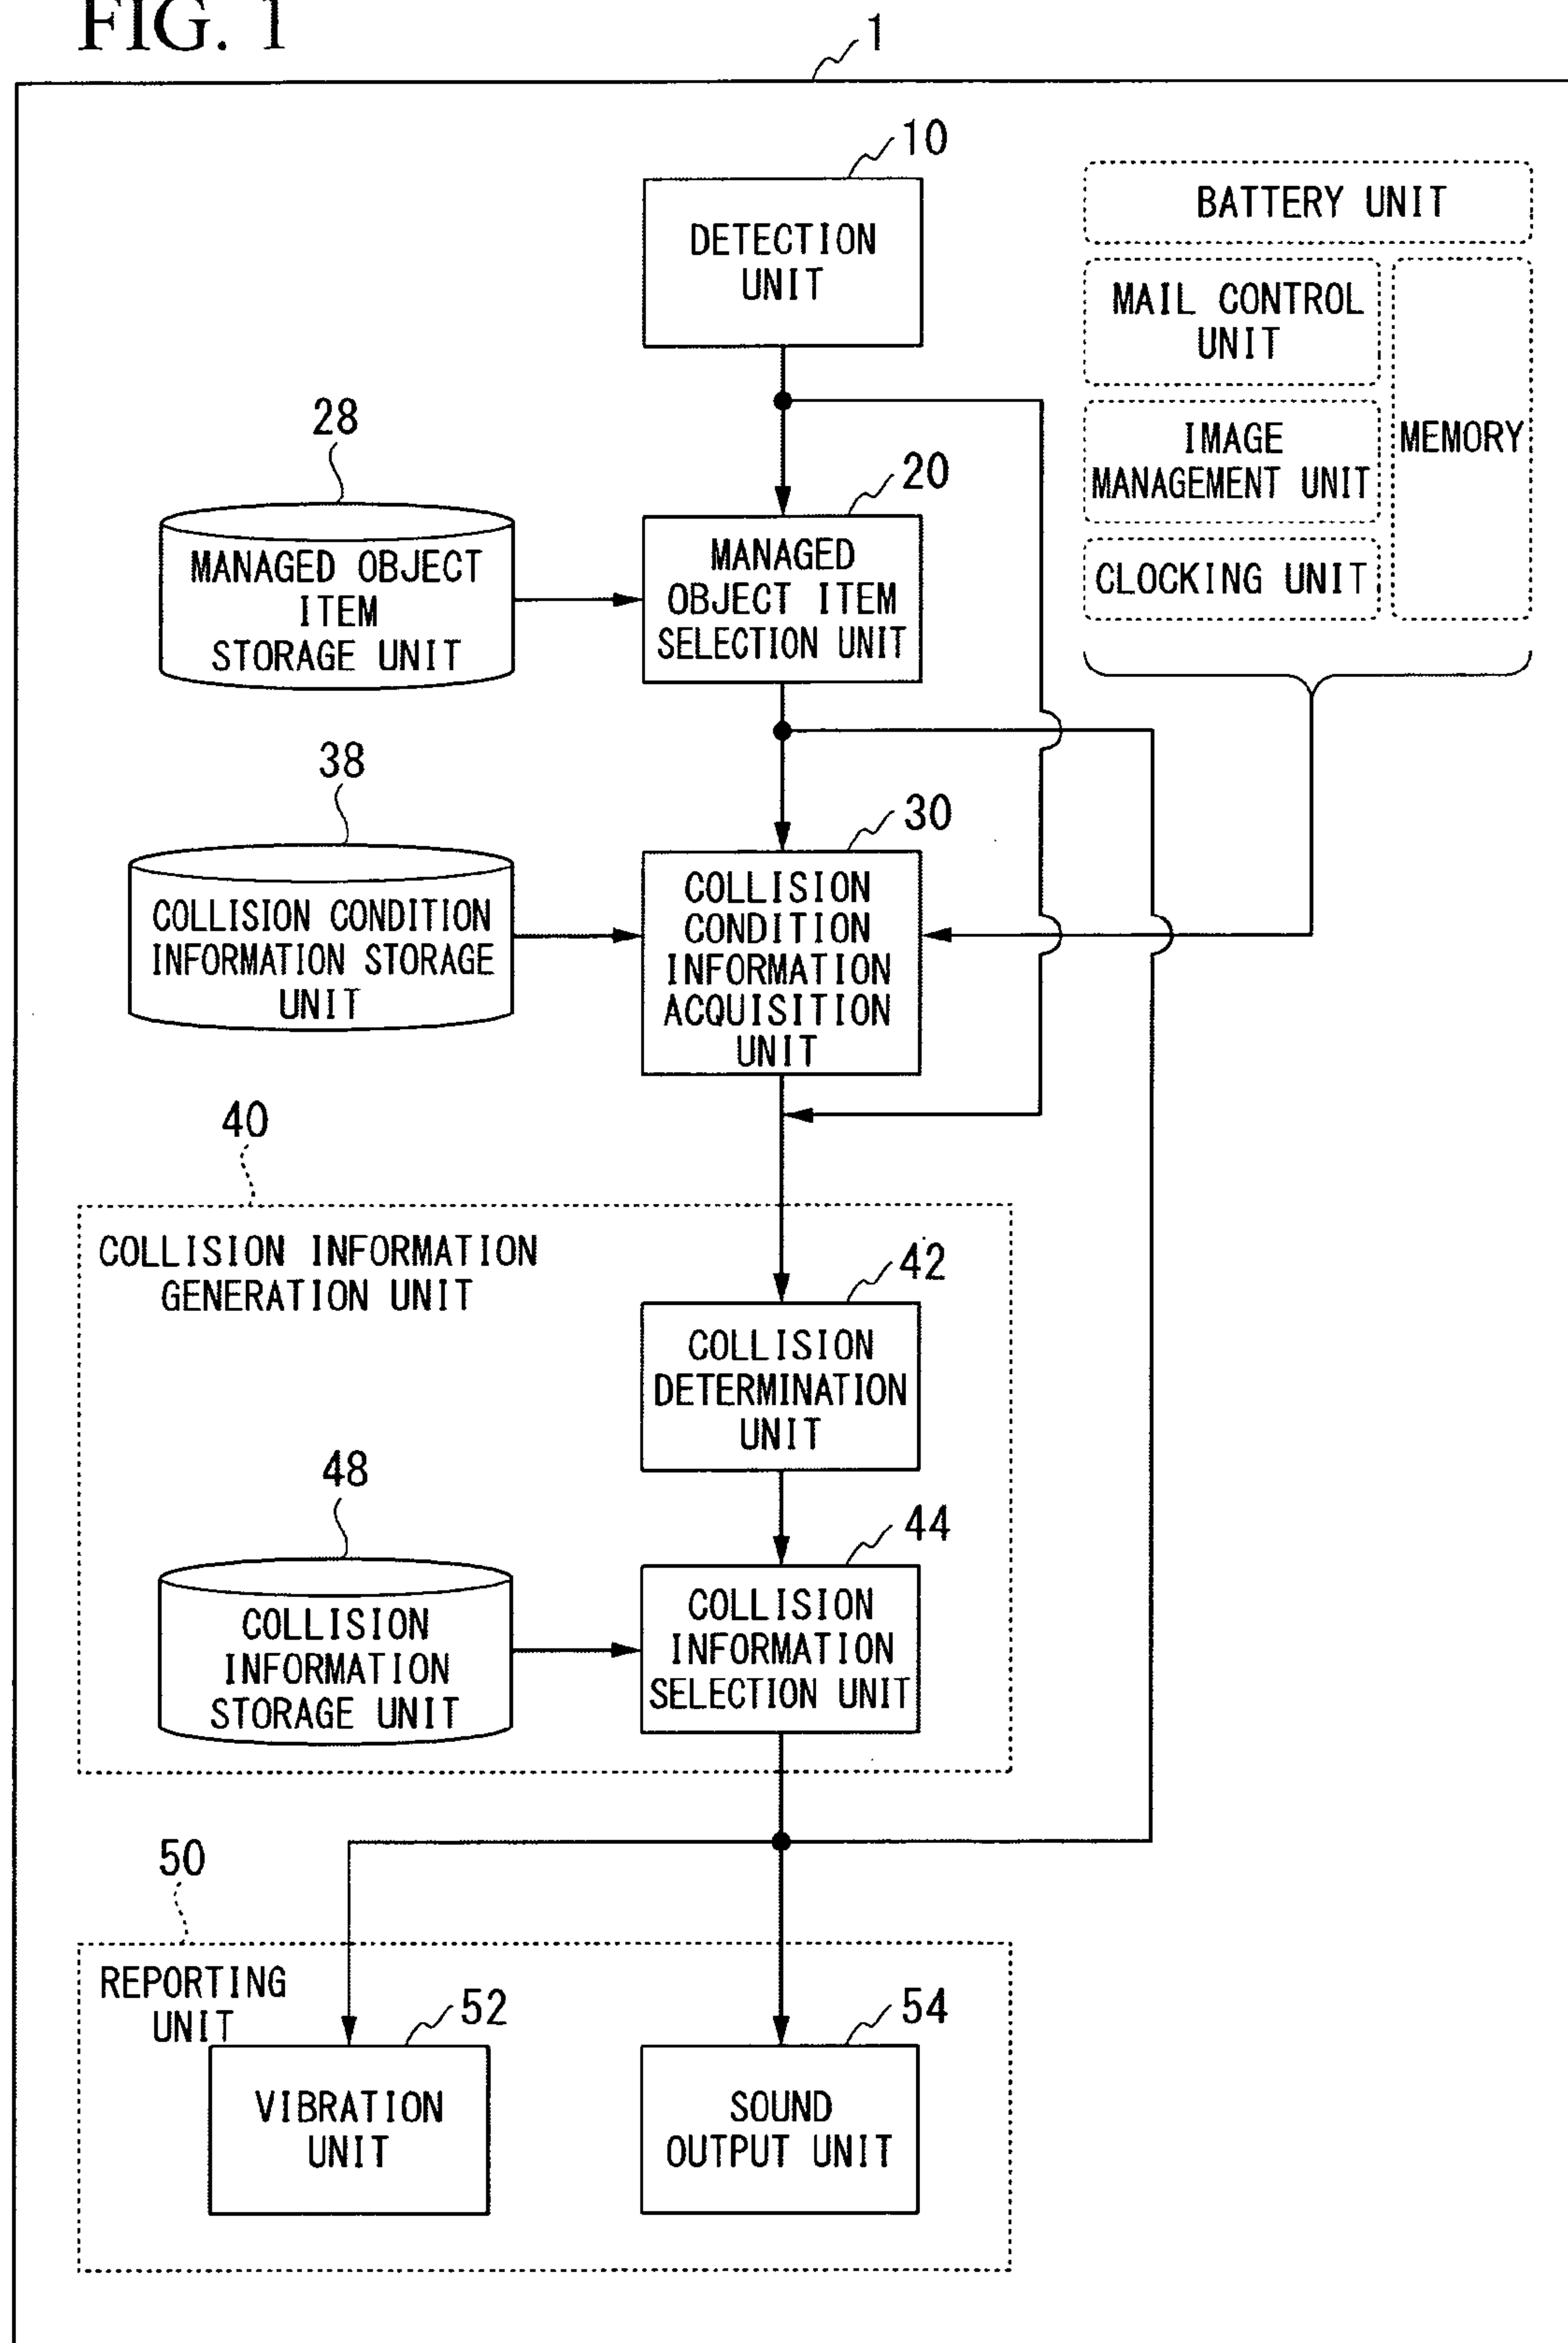 FIG. 1
1
10
DETECTION
UNIT
BATTERY UNIT
MAIL CONTROL
UNIT
IMAGE
MANAGEMENT UNIT
MEMORY
CLOCKING UNIT
28
MANAGED OBJECT
ITEM
STORAGE UNIT
20
MANAGED
OBJECT ITEM
SELECTION UNIT
38
COLLISION CONDITION
INFORMATION STORAGE
UNIT
30
COLLISION
CONDITION
INFORMATION
ACQUISITION
UNIT
40
COLLISION INFORMATION
GENERATION UNIT
42
COLLISION
DETERMINATION
UNIT
48
COLLISION
INFORMATION
STORAGE UNIT
44
COLLISION
INFORMATION
SELECTION UNIT
50
REPORTING
UNIT
52
VIBRATION
UNIT
54
SOUND
OUTPUT UNIT